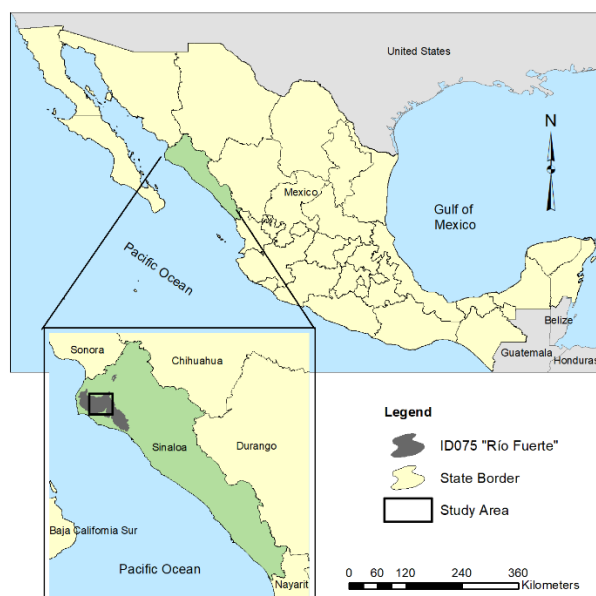 United States
N
Mexico
Gulf of
Mexico
Pacific Ocean
Belize
Guatemala
Honduras
Sonora
Chihuahua
Sinaloa
Durango
Baja California Sur
Pacific Ocean
Nayarit
Legend
ID075 "Río Fuerte"
State Border
Study Area
0 60 120 240 360
Kilometers